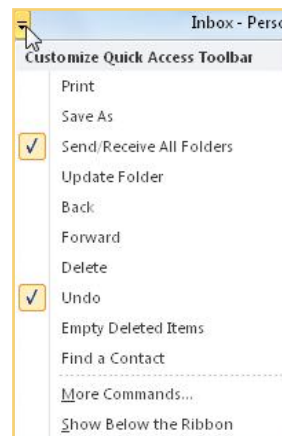 Inbox - Perso
Customize Quick Access Toolbar
Print
Save As
Send/Receive All Folders
Update Folder
Back
Forward
Delete
Undo
Empty Deleted Items
Find a Contact
More Commands...
Show Below the Ribbon